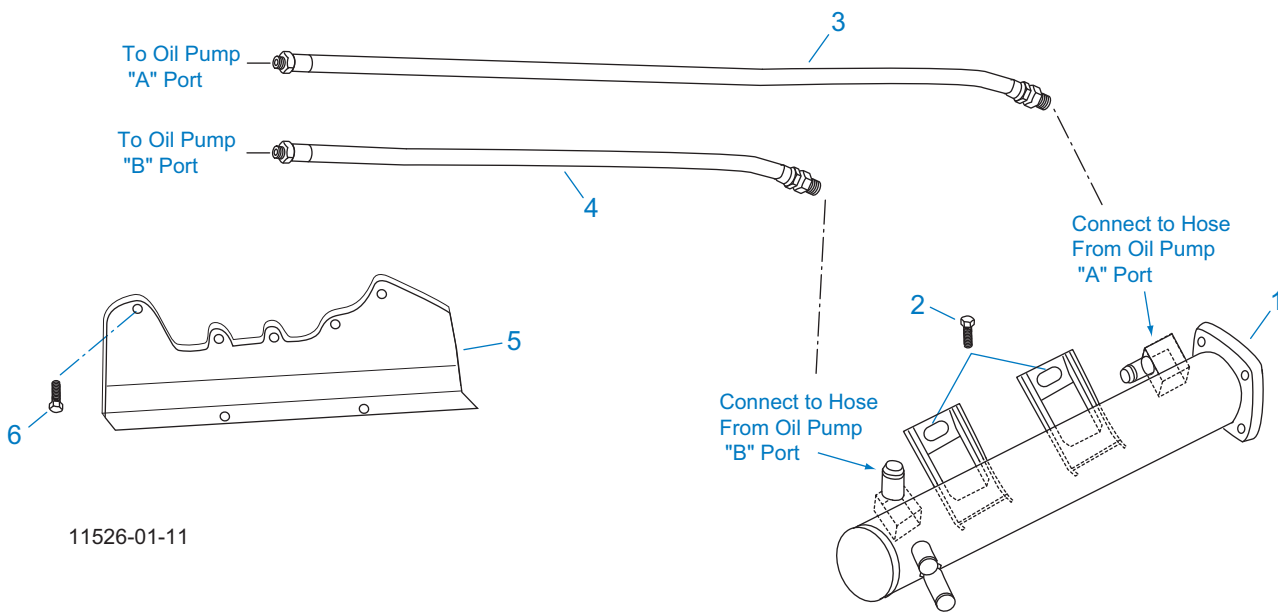 3
To Oil Pump
"A" Port
To Oil Pump
"B" Port
4
Connect to Hose
From Oil Pump
"A" Port
2
1
5
Connect to Hose
From Oil Pump
"B" Port
6
11526-01-11